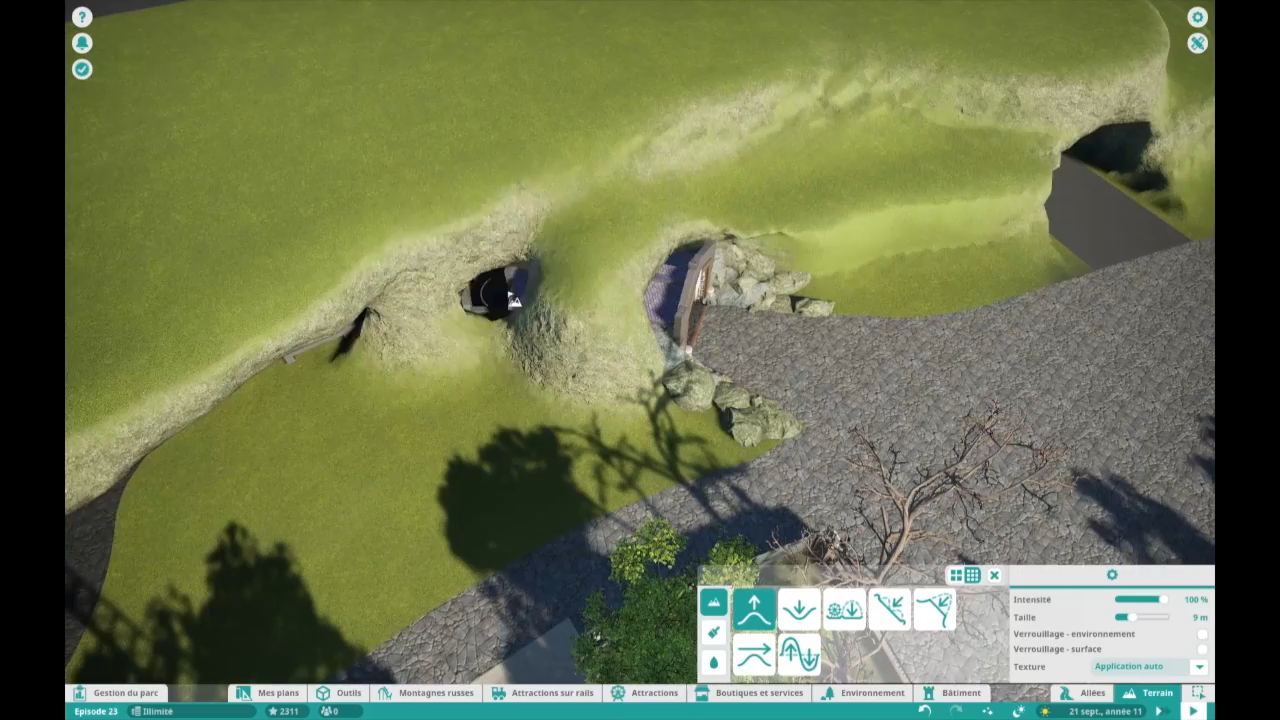 ?
Intensité 100 %
Taille 9 m
Verrouillage - environnement
Verrouillage - surface
Texture Application auto
Gestion du parc Mes plans Outils Montagnes russes Attractions sur rails Attractions Boutiques et services Environnement Bâtiment Allées Terrain
Episode 23 Illimité 2311 0 21 sept., année 11